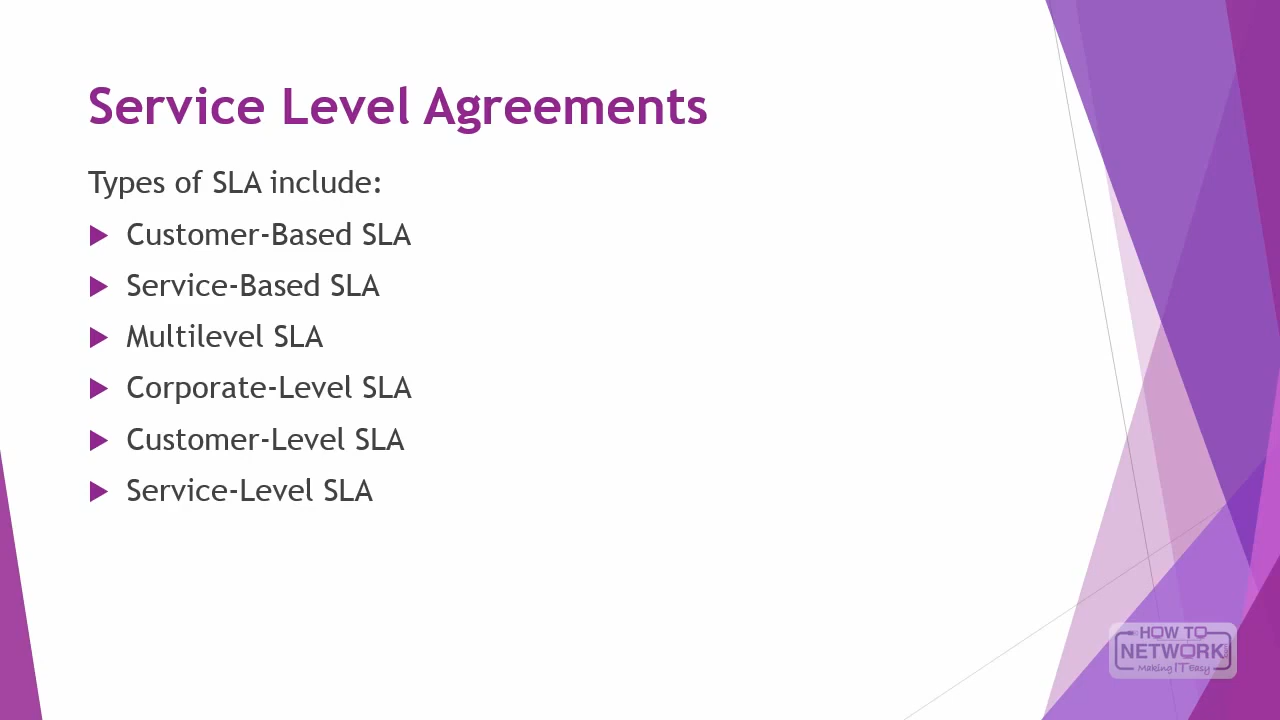 Service Level Agreements
Types of SLA include:
Customer-Based SLA
Service-Based SLA
Multilevel SLA
Corporate-Level SLA
Customer-Level SLA
Service-Level SLA
HOW TO
NETWORK
Making IT Easy